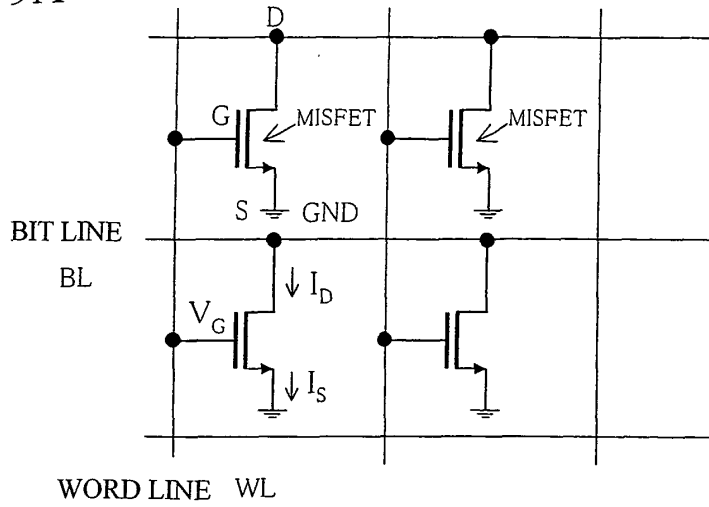 D
G MISFET MISFET
S GND
BIT LINE
BL
I_D
V_G
I_S
WORD LINE WL